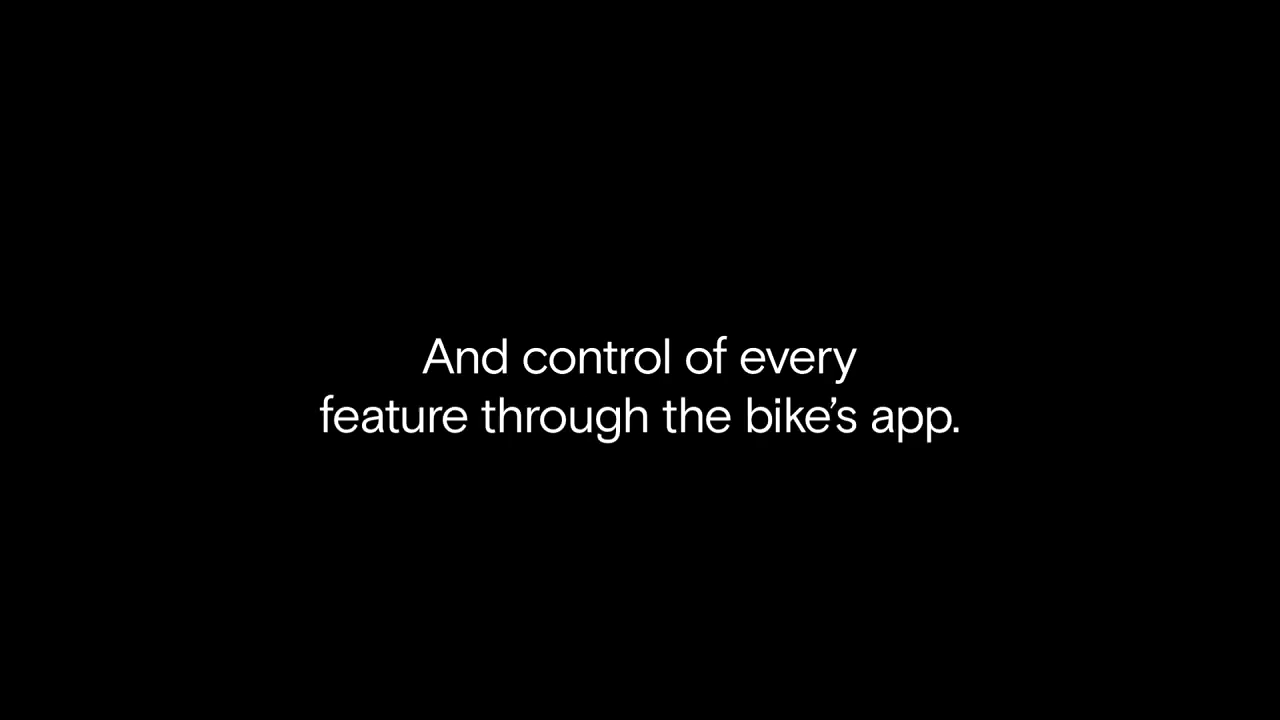 And control of every
feature through the bike’s app.